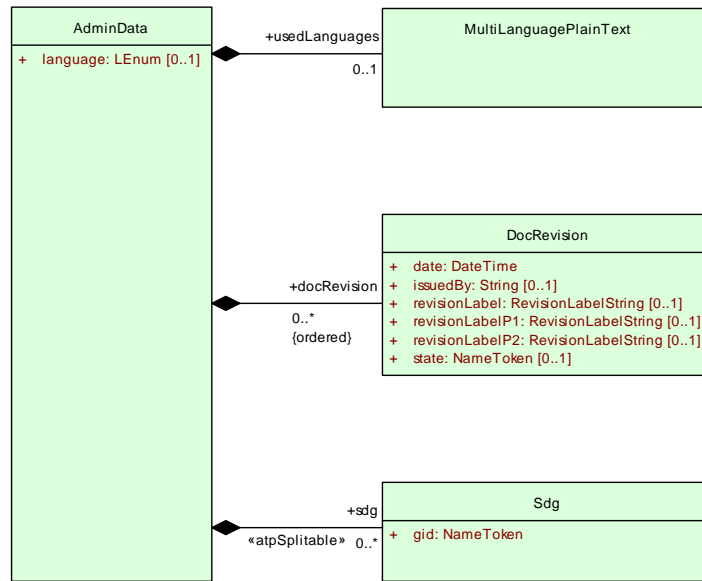 AdminData
+ language: LEnum [0..1]
+usedLanguages
0..1
MultiLanguagePlainText
+docRevision
0..*
{ordered}
DocRevision
+ date: DateTime
+ issuedBy: String [0..1]
+ revisionLabel: RevisionLabelString [0..1]
+ revisionLabelP1: RevisionLabelString [0..1]
+ revisionLabelP2: RevisionLabelString [0..1]
+ state: NameToken [0..1]
+sdg
«atpSplitable» 0..*
Sdg
+ gid: NameToken